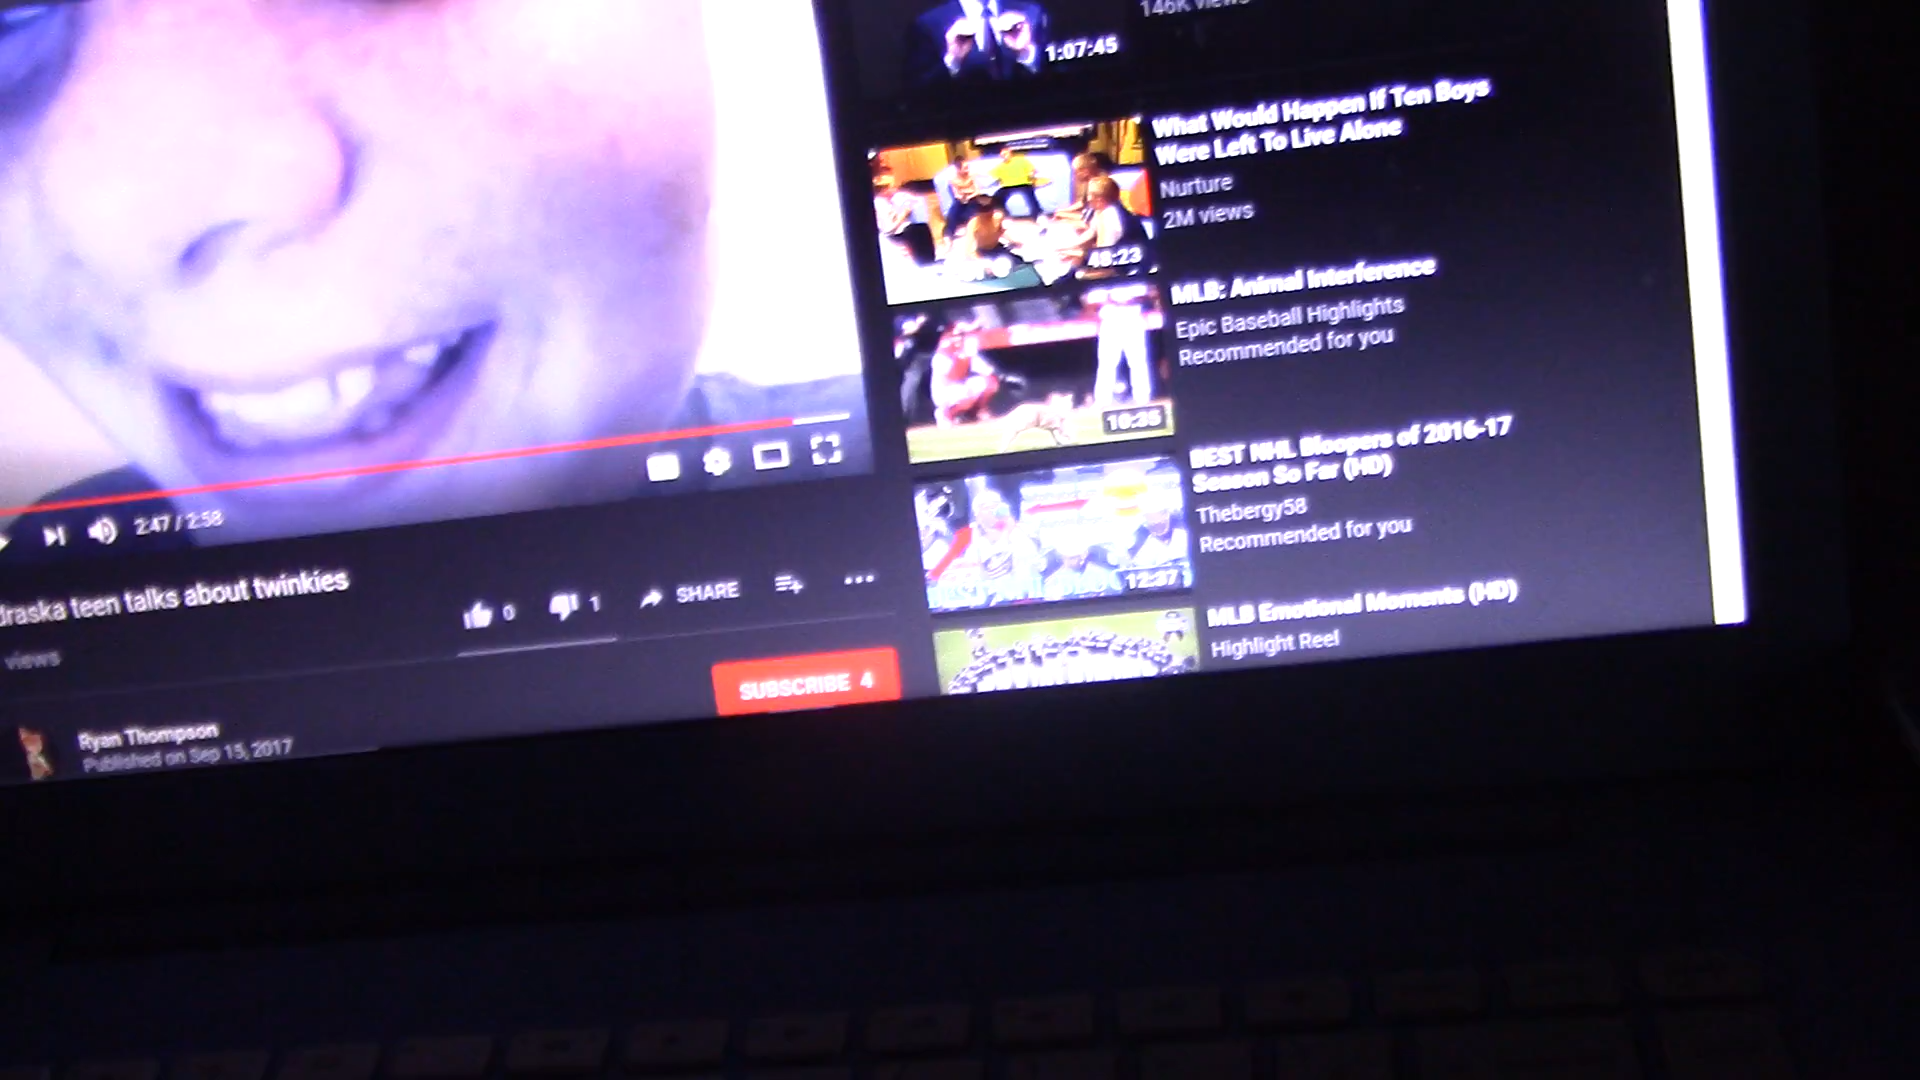 2:47 / 2:58
teen talks about twinkies
views
0
1
SHARE
SUBSCRIBE 4
Ryan Thompson
Published on Sep 15, 2017
146K views
1:07:45
What Would Happen If Ten Boys
Were Left To Live Alone
Nurture
2M views
48:23
MLB: Animal Interference
Epic Baseball Highlights
Recommended for you
10:35
BEST NHL Bloopers of 2016-17
Season So Far (HD)
Thebergy58
Recommended for you
12:37
MLB Emotional Moments (HD)
Highlight Reel